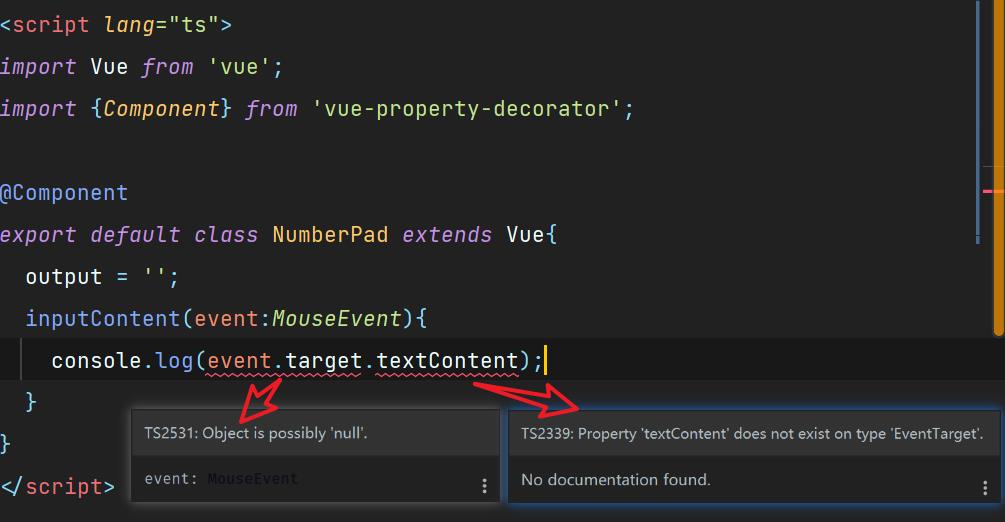 <script lang="ts">
import Vue from 'vue';
import {Component} from 'vue-property-decorator';
@Component
export default class NumberPad extends Vue{
output = '';
inputContent(event:MouseEvent){
console.log(event.target.textContent);
}
TS2531: Object is possibly 'null'.
event: MouseEvent
TS2339: Property 'textContent' does not exist on type 'EventTarget'.
No documentation found.
}
</script>